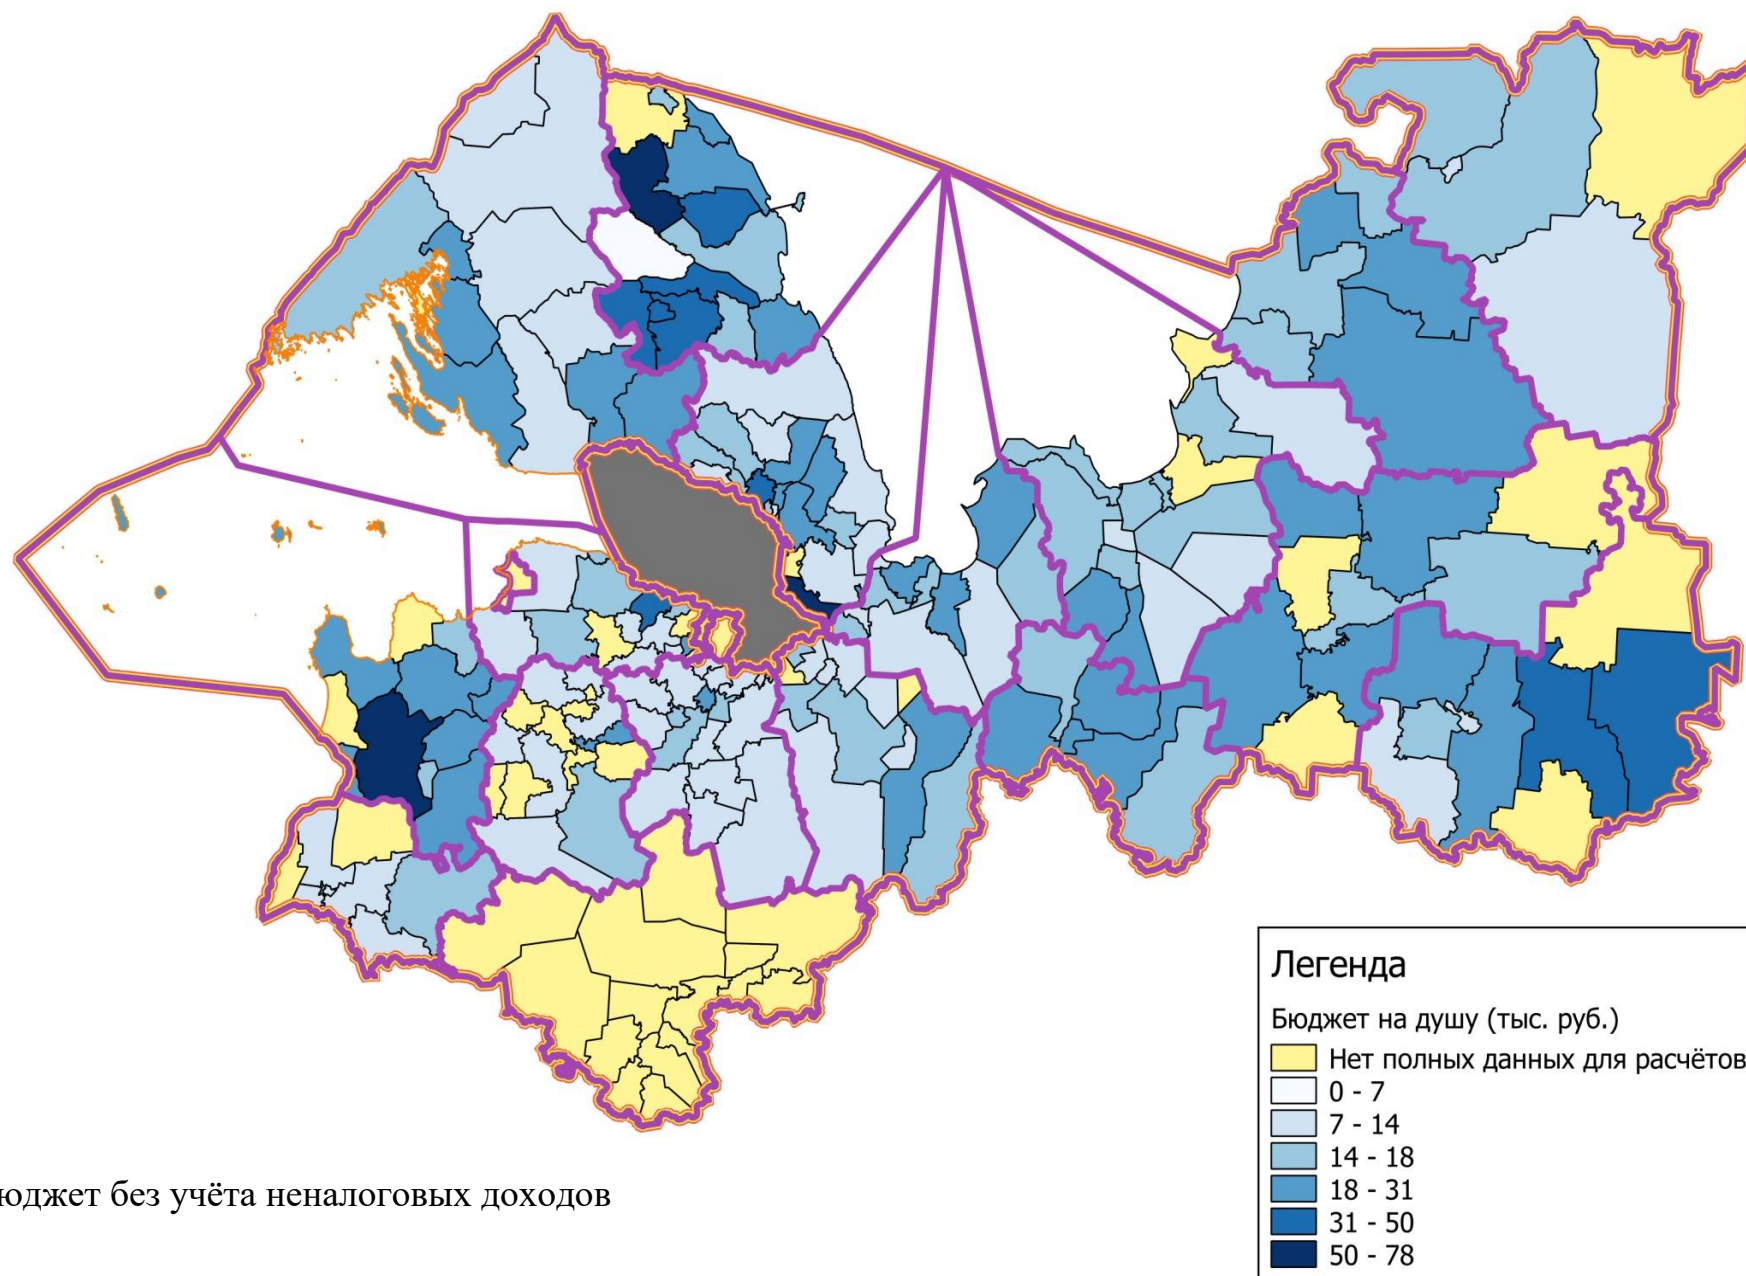 Легенда
Бюджет на душу (тыс. руб.)
Нет полных данных для расчётов
0 - 7
7 - 14
14 - 18
18 - 31
31 - 50
50 - 78
юджет без учёта неналоговых доходов